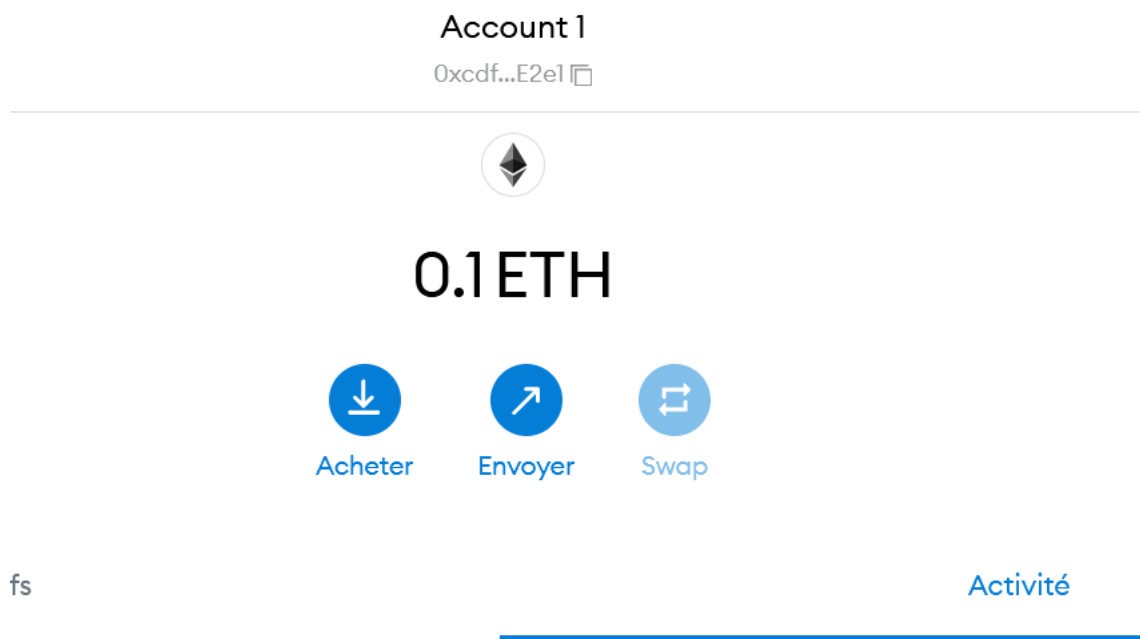 Account 1
0xcdf...E2e1
0.1 ETH
Acheter Envoyer Swap
fs Activité